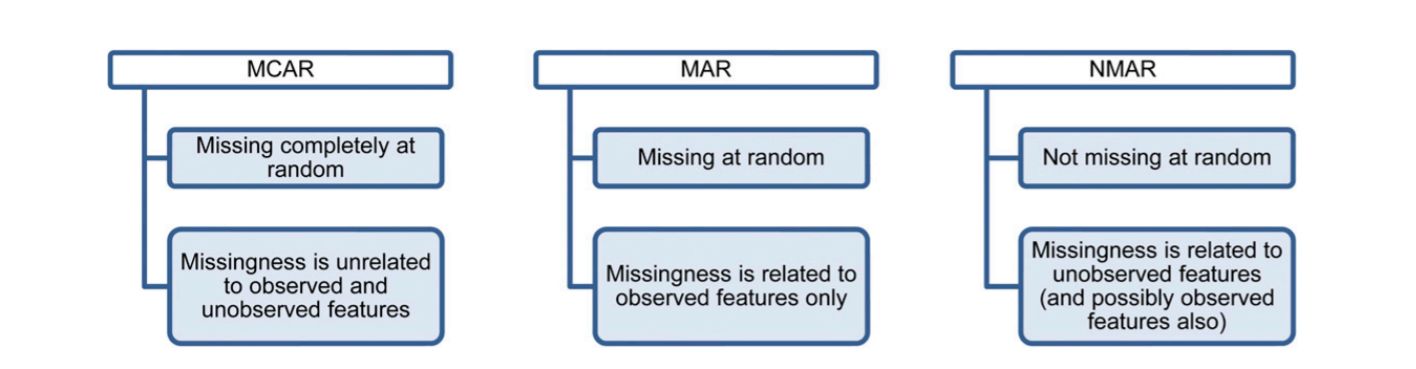 MCAR
Missing completely at
random
Missingness is unrelated
to observed and
unobserved features
MAR
Missing at random
Missingness is related to
observed features only
NMAR
Not missing at random
Missingness is related to
unobserved features
(and possibly observed
features also)